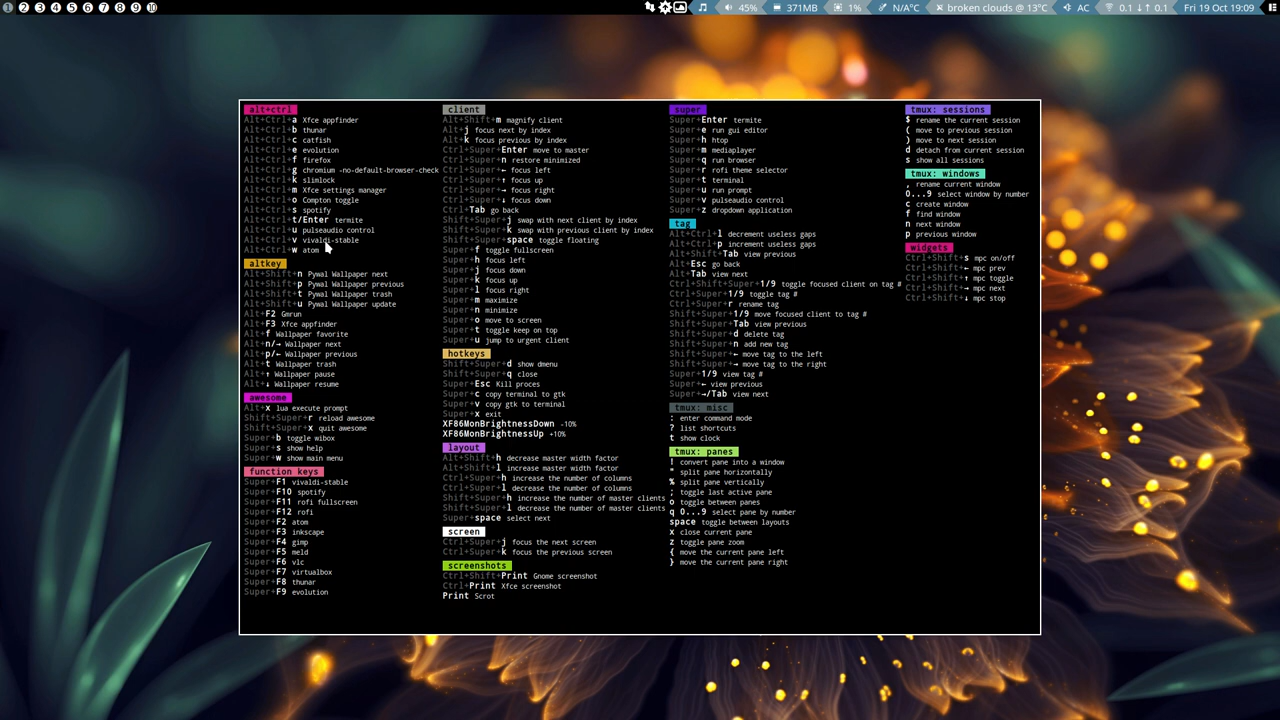 1 2 3 4 5 6 7 8 9 10
45% 371MB 1% N/A°C broken clouds @ 13°C AC 0.1 ↓↑ 0.1 Fri 19 Oct 19:09
alt+ctrl
Alt+Ctrl+a Xfce appfinder
Alt+Ctrl+b thunar
Alt+Ctrl+c catfish
Alt+Ctrl+e evolution
Alt+Ctrl+f firefox
Alt+Ctrl+g chromium -no-default-browser-check
Alt+Ctrl+k slimlock
Alt+Ctrl+m Xfce settings manager
Alt+Ctrl+o Compton toggle
Alt+Ctrl+s spotify
Alt+Ctrl+t/Enter termite
Alt+Ctrl+u pulseaudio control
Alt+Ctrl+v vivaldi-stable
Alt+Ctrl+w atom
altkey
Alt+Shift+n Pywal Wallpaper next
Alt+Shift+p Pywal Wallpaper previous
Alt+Shift+t Pywal Wallpaper trash
Alt+Shift+u Pywal Wallpaper update
Alt+F2 Gmrun
Alt+F3 Xfce appfinder
Alt+f Wallpaper favorite
Alt+n/→ Wallpaper next
Alt+p/← Wallpaper previous
Alt+t Wallpaper trash
Alt+↑ Wallpaper pause
Alt+↓ Wallpaper resume
awesome
Alt+x lua execute prompt
Shift+Super+r reload awesome
Shift+Super+x quit awesome
Super+b toggle wibox
Super+s show help
Super+w show main menu
function keys
Super+F1 vivaldi-stable
Super+F10 spotify
Super+F11 rofi fullscreen
Super+F12 rofi
Super+F2 atom
Super+F3 inkscape
Super+F4 gimp
Super+F5 meld
Super+F6 vlc
Super+F7 virtualbox
Super+F8 thunar
Super+F9 evolution
client
Alt+Shift+m magnify client
Alt+j focus next by index
Alt+k focus previous by index
Ctrl+Super+Enter move to master
Ctrl+Super+n restore minimized
Ctrl+Super+← focus left
Ctrl+Super+↑ focus up
Ctrl+Super+→ focus right
Ctrl+Super+↓ focus down
Ctrl+Tab go back
Shift+Super+j swap with next client by index
Shift+Super+k swap with previous client by index
Shift+Super+space toggle floating
Super+f toggle fullscreen
Super+h focus left
Super+j focus down
Super+k focus up
Super+l focus right
Super+m maximize
Super+n minimize
Super+o move to screen
Super+t toggle keep on top
Super+u jump to urgent client
hotkeys
Shift+Super+d show dmenu
Shift+Super+q close
Super+Esc Kill proces
Super+c copy terminal to gtk
Super+v copy gtk to terminal
Super+x exit
XF86MonBrightnessDown -10%
XF86MonBrightnessUp +10%
layout
Alt+Shift+h decrease master width factor
Alt+Shift+l increase master width factor
Ctrl+Super+h increase the number of columns
Ctrl+Super+l decrease the number of columns
Shift+Super+h increase the number of master clients
Shift+Super+l decrease the number of master clients
Super+space select next
screen
Ctrl+Super+j focus the next screen
Ctrl+Super+k focus the previous screen
screenshots
Ctrl+Shift+Print Gnome screenshot
Ctrl+Print Xfce screenshot
Print Scrot
super
Super+Enter termite
Super+e run gui editor
Super+h htop
Super+m mediaplayer
Super+q run browser
Super+r rofi theme selector
Super+t terminal
Super+u run prompt
Super+v pulseaudio control
Super+z dropdown application
tag
Alt+Ctrl+l decrement useless gaps
Alt+Ctrl+p increment useless gaps
Alt+Shift+Tab view previous
Alt+Esc go back
Alt+Tab view next
Ctrl+Shift+Super+1/9 toggle focused client on tag #
Ctrl+Super+1/9 toggle tag #
Ctrl+Super+r rename tag
Shift+Super+1/9 move focused client to tag #
Shift+Super+Tab view previous
Shift+Super+d delete tag
Shift+Super+n add new tag
Shift+Super+← move tag to the left
Shift+Super+→ move tag to the right
Super+1/9 view tag #
Super+← view previous
Super+→/Tab view next
tmux: misc
: enter command mode
? list shortcuts
t show clock
tmux: panes
! convert pane into a window
" split pane horizontally
% split pane vertically
; toggle last active pane
o toggle between panes
q 0...9 select pane by number
space toggle between layouts
x close current pane
z toggle pane zoom
{ move the current pane left
} move the current pane right
tmux: sessions
$ rename the current session
( move to previous session
) move to next session
d detach from current session
s show all sessions
tmux: windows
, rename current window
0...9 select window by number
c create window
f find window
n next window
p previous window
widgets
Ctrl+Shift+s mpc on/off
Ctrl+Shift+← mpc prev
Ctrl+Shift+↑ mpc toggle
Ctrl+Shift+→ mpc next
Ctrl+Shift+↓ mpc stop